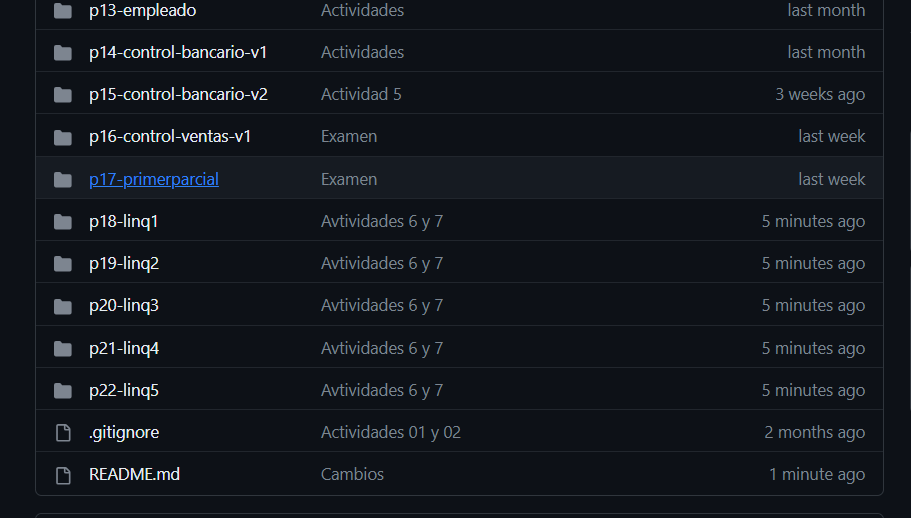 p13-empleado Actividades last month
p14-control-bancario-v1 Actividades last month
p15-control-bancario-v2 Actividad 5 3 weeks ago
p16-control-ventas-v1 Examen last week
p17-primerparcial Examen last week
p18-linq1 Avtividades 6 y 7 5 minutes ago
p19-linq2 Avtividades 6 y 7 5 minutes ago
p20-linq3 Avtividades 6 y 7 5 minutes ago
p21-linq4 Avtividades 6 y 7 5 minutes ago
p22-linq5 Avtividades 6 y 7 5 minutes ago
.gitignore Actividades 01 y 02 2 months ago
README.md Cambios 1 minute ago